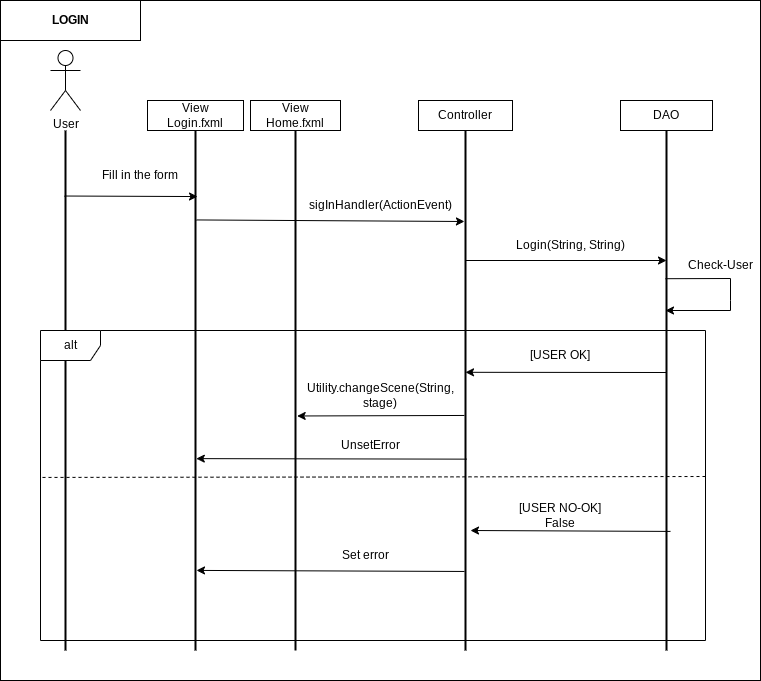 LOGIN
User
View
Login.fxml
View
Home.fxml
Controller
DAO
Fill in the form
sigInHandler(ActionEvent)
Login(String, String)
Check-User
alt
[USER OK]
Utility.changeScene(String,
stage)
UnsetError
[USER NO-OK]
False
Set error